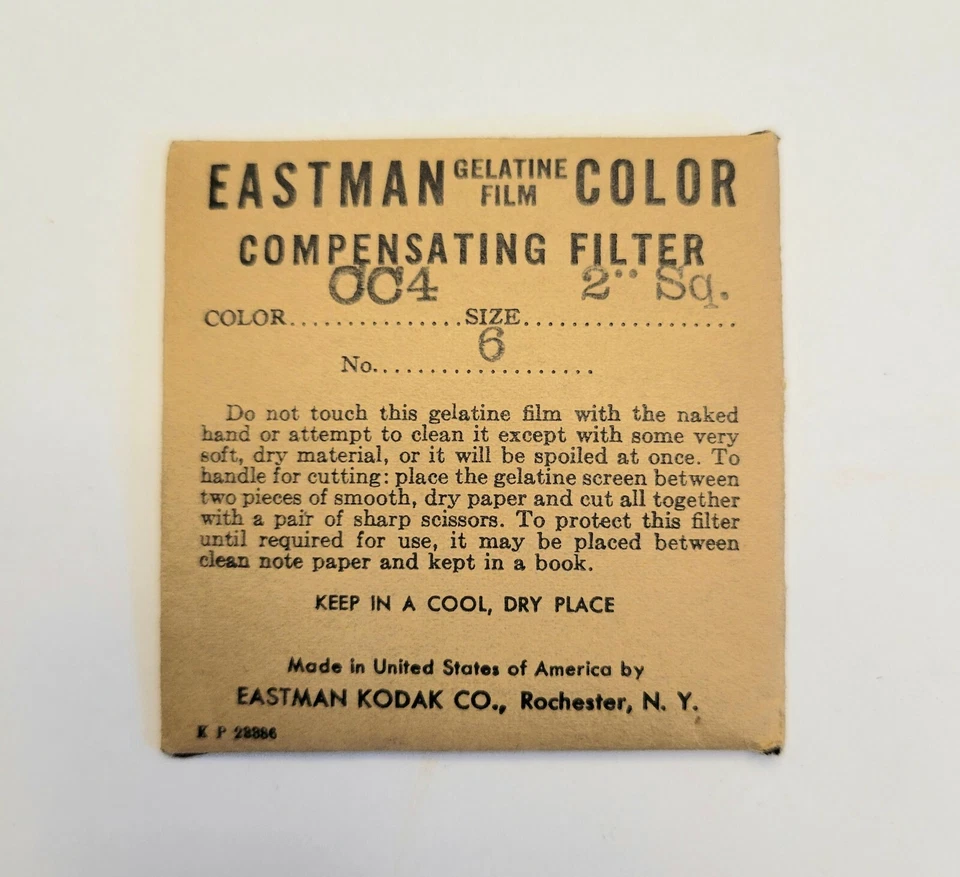 EASTMAN GELATINE FILM COLOR
COMPENSATING FILTER
CC4 2" Sq.
COLOR...............SIZE...................
6
No....................
Do not touch this gelatine film with the naked
hand or attempt to clean it except with some very
soft, dry material, or it will be spoiled at once. To
handle for cutting: place the gelatine screen between
two pieces of smooth, dry paper and cut all together
with a pair of sharp scissors. To protect this filter
until required for use, it may be placed between
clean note paper and kept in a book.
KEEP IN A COOL, DRY PLACE
Made in United States of America by
EASTMAN KODAK CO., Rochester, N. Y.
K P